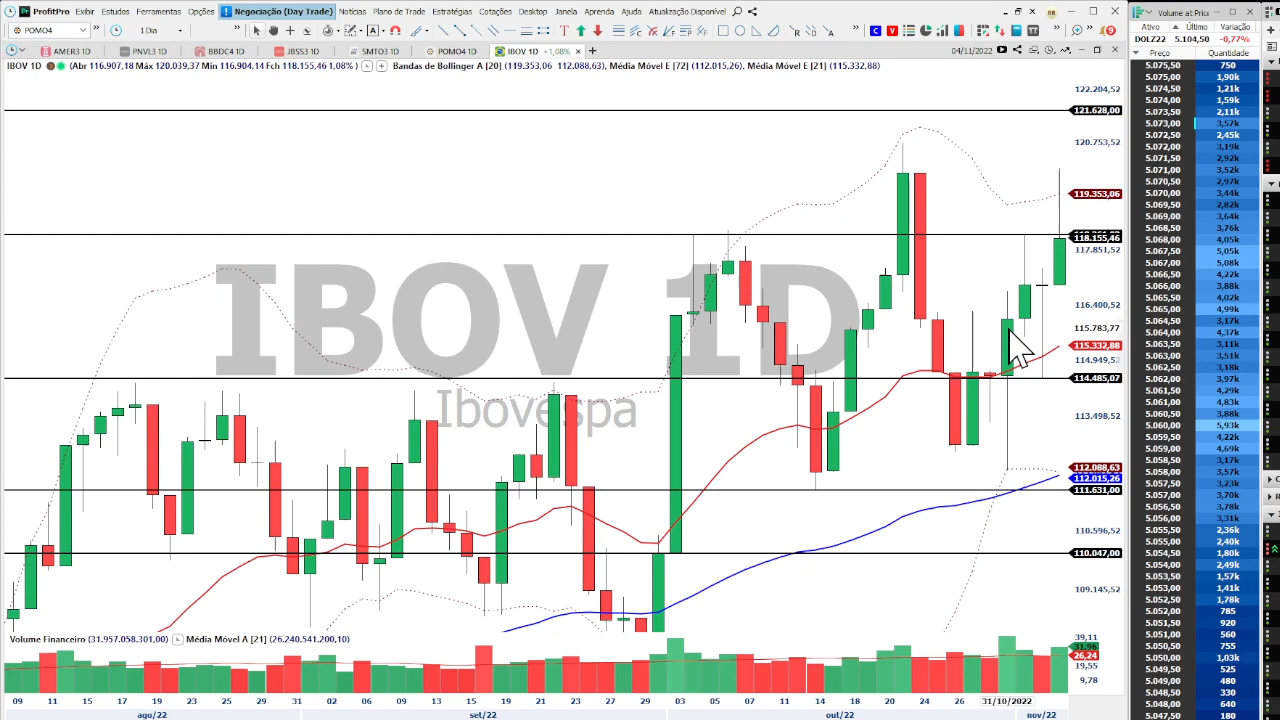 ProfitPro Exibir Estudos Ferramentas Opções Negociação (Day Trade) Notícias Plano de Trade Estratégias Cotações Desktop Janela Aprenda Ajuda Atualização Disponível RR
POMO4 1 Dia
AMER3 1D PNVL3 1D BBDC4 1D JBSS3 1D SMTO3 1D POMO4 1D IBOV 1D +1,08% 04/11/2022
IBOV 1D (Abr 116.907,18 Máx 120.039,37 Mín 116.904,14 Fch 118.155,46 1,08%) Bandas de Bollinger A [20] (119.353,06 112.088,63), Média Móvel E [72] (112.015,26), Média Móvel E [21] (115.332,88)
122.204,52
121.628,00
120.753,52
119.353,06
118.155,46
117.851,52
116.400,52
115.783,77
115.332,88
114.949,52
114.485,07
113.498,52
112.088,63
112.015,26
111.631,00
110.596,52
110.047,00
109.145,52
IBOV 1D
Ibovespa
Volume Financeiro (31.957.058.301,00) Média Móvel A [21] (26.240.541.200,10)
39,11
31,96
26,24
19,55
9,78
09 11 15 17 19 23 25 29 31 02 06 08 12 14 16 20 22 26 28 30 04 06 10 13 17 19 21 25 27 31/10/2022
ago/22 set/22 out/22 nov/22
Volume at Price
Ativo Último Variação
DOLZ22 5.104,50 -0,77%
Preço Quantidade
5.075,50 750
5.075,00 1,90k
5.074,50 1,21k
5.074,00 1,59k
5.073,50 2,11k
5.073,00 3,57k
5.072,50 2,45k
5.072,00 3,19k
5.071,50 2,92k
5.071,00 3,52k
5.070,50 2,97k
5.070,00 3,44k
5.069,50 2,82k
5.069,00 3,64k
5.068,50 3,76k
5.068,00 4,05k
5.067,50 5,05k
5.067,00 5,08k
5.066,50 4,22k
5.066,00 3,88k
5.065,50 4,02k
5.065,00 4,99k
5.064,50 3,17k
5.064,00 4,37k
5.063,50 3,11k
5.063,00 3,51k
5.062,50 3,18k
5.062,00 3,97k
5.061,50 4,29k
5.061,00 4,83k
5.060,50 3,88k
5.060,00 5,93k
5.059,50 4,22k
5.059,00 4,69k
5.058,50 3,17k
5.058,00 3,57k
5.057,50 3,23k
5.057,00 3,70k
5.056,50 3,78k
5.056,00 3,31k
5.055,50 2,36k
5.055,00 2,40k
5.054,50 1,80k
5.054,00 2,49k
5.053,50 1,57k
5.053,00 1,41k
5.052,50 1,78k
5.052,00 785
5.051,50 920
5.051,00 560
5.050,50 755
5.050,00 1,03k
5.049,50 525
5.049,00 480
5.048,50 330
5.048,00 640
5.047,50 180